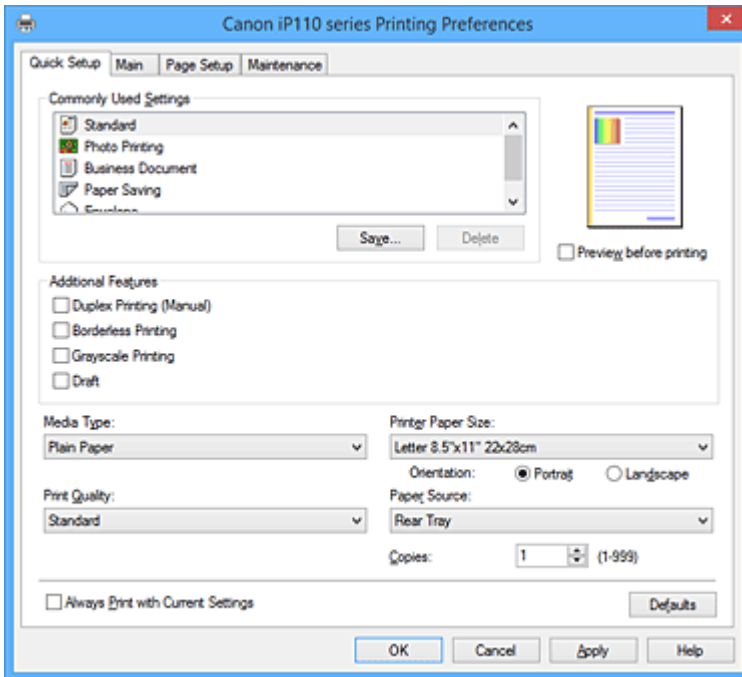 Canon iP110 series Printing Preferences
Quick Setup Main Page Setup Maintenance
Commonly Used Settings
Standard
Photo Printing
Business Document
Paper Saving
Envelope
Save... Delete
Preview before printing
Additional Features
Duplex Printing (Manual)
Borderless Printing
Grayscale Printing
Draft
Media Type: Printer Paper Size:
Plain Paper Letter 8.5"x11" 22x28cm
Orientation: Portrait Landscape
Print Quality: Paper Source:
Standard Rear Tray
Copies: 1 (1-999)
Always Print with Current Settings Defaults
OK Cancel Apply Help